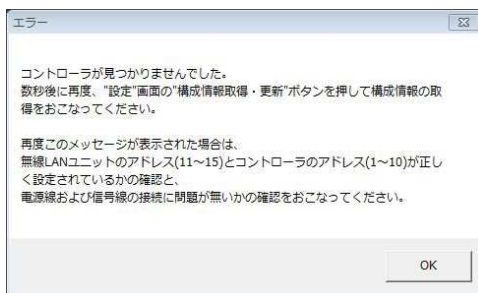 エラー
コントローラが見つかりませんでした。
数秒後に再度、"設定"画面の"構成情報取得・更新"ボタンを押して構成情報の取
得をおこなってください。
再度このメッセージが表示された場合は、
無線LANユニットのアドレス(11～15)とコントローラのアドレス(1～10)が正し
く設定されているかの確認と、
電源線および信号線の接続に問題が無いかの確認をおこなってください。
OK